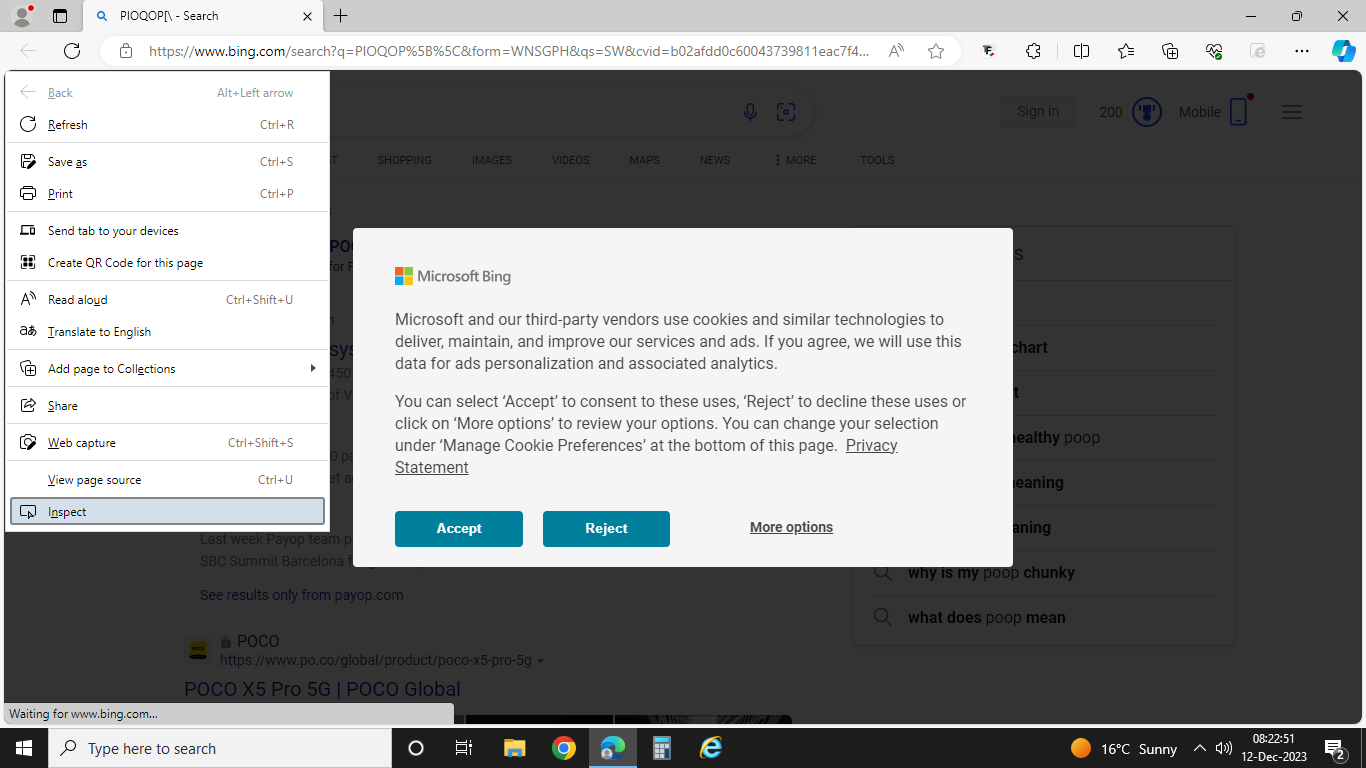 PIOQOP[\ - Search
https://www.bing.com/search?q=PIOQOP%5B%5C&form=WNSGPH&qs=SW&cvid=b02afdd0c60043739811eac7f4...
Back Alt+Left arrow
Refresh Ctrl+R
Save as Ctrl+S
Print Ctrl+P
Send tab to your devices
Create QR Code for this page
Read aloud Ctrl+Shift+U
Translate to English
Add page to Collections
Share
Web capture Ctrl+Shift+S
View page source Ctrl+U
Inspect
Sign in 200 Mobile
SHOPPING IMAGES VIDEOS MAPS NEWS MORE TOOLS
Microsoft Bing
Microsoft and our third-party vendors use cookies and similar technologies to
deliver, maintain, and improve our services and ads. If you agree, we will use this
data for ads personalization and associated analytics.
You can select ‘Accept’ to consent to these uses, ‘Reject’ to decline these uses or
click on ‘More options’ to review your options. You can change your selection
under ‘Manage Cookie Preferences’ at the bottom of this page. Privacy
Statement
Accept Reject More options
chart
healthy poop
why is my poop chunky
what does poop mean
Last week Payop team
SBC Summit Barcelona
See results only from payop.com
POCO
https://www.po.co/global/product/poco-x5-pro-5g
POCO X5 Pro 5G | POCO Global
Waiting for www.bing.com...
Type here to search
16°C Sunny
08:22:51
12-Dec-2023
2